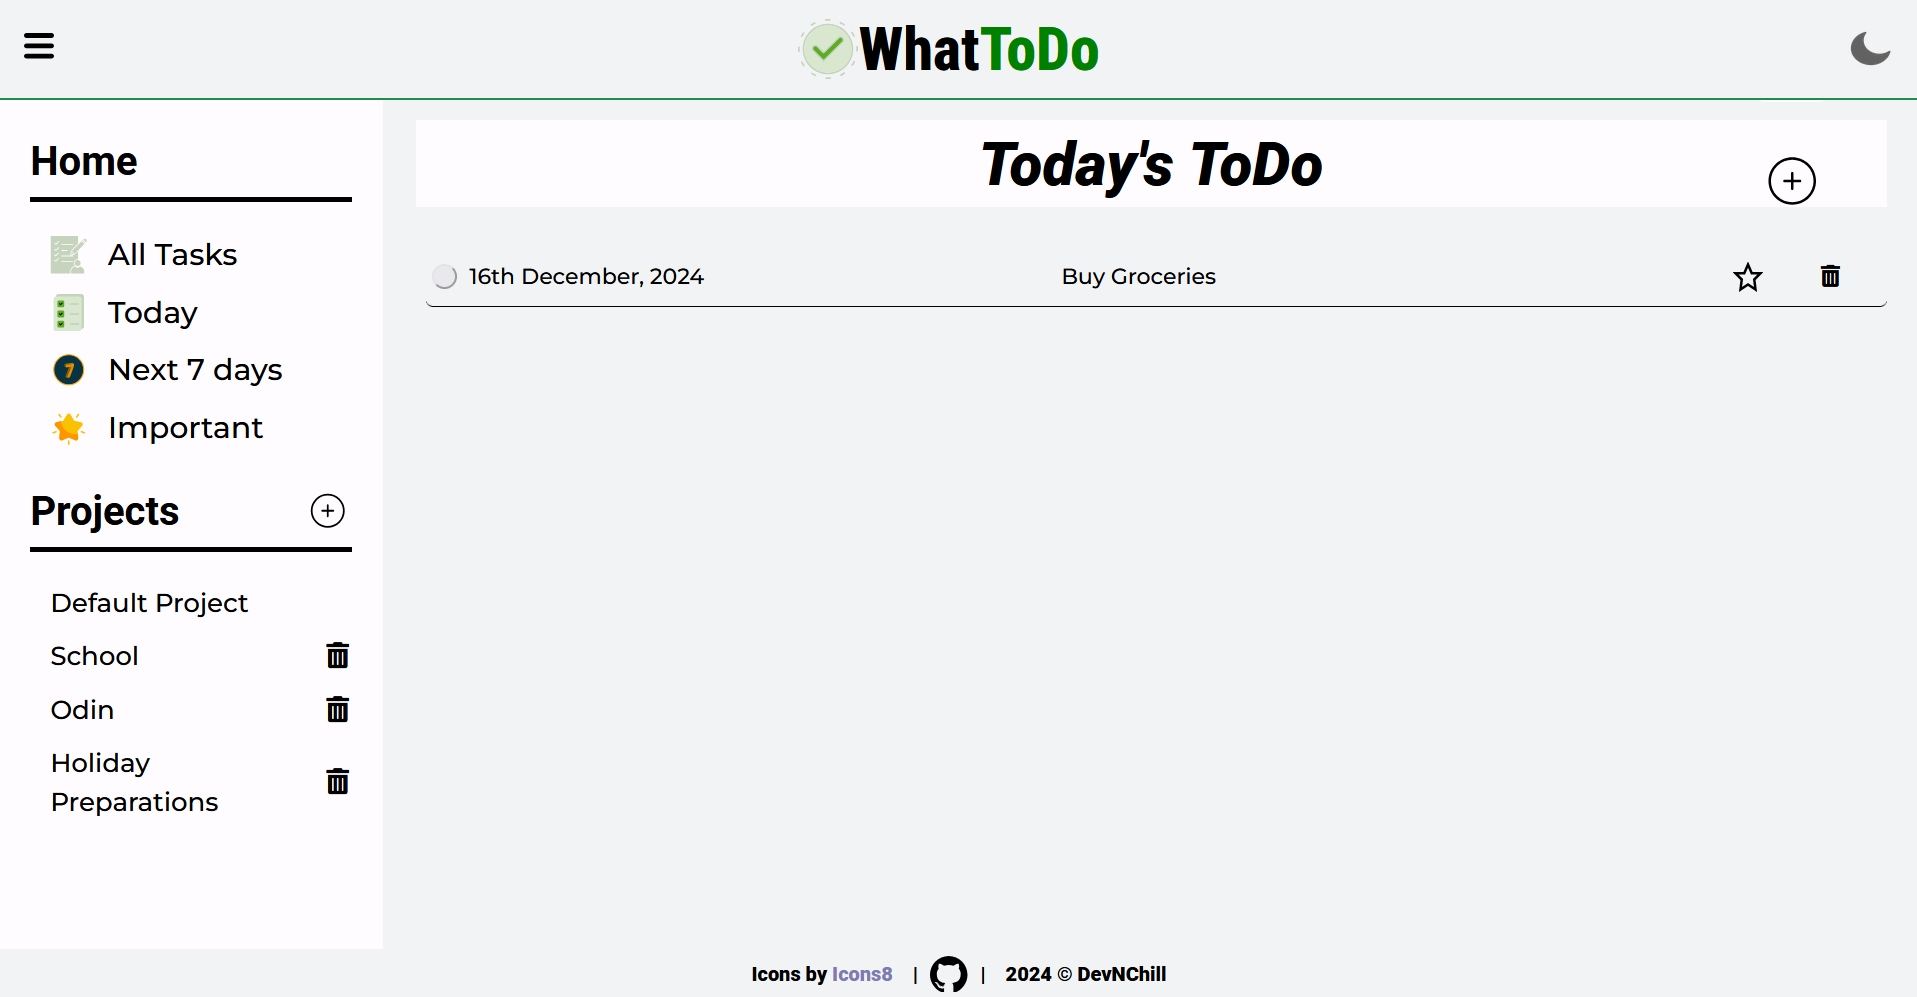 WhatToDo
Home
All Tasks
Today
7
Next 7 days
Important
Projects
Default Project
School
Odin
Holiday
Preparations
Today's ToDo
16th December, 2024 Buy Groceries
Icons by Icons8 | | 2024 © DevNChill